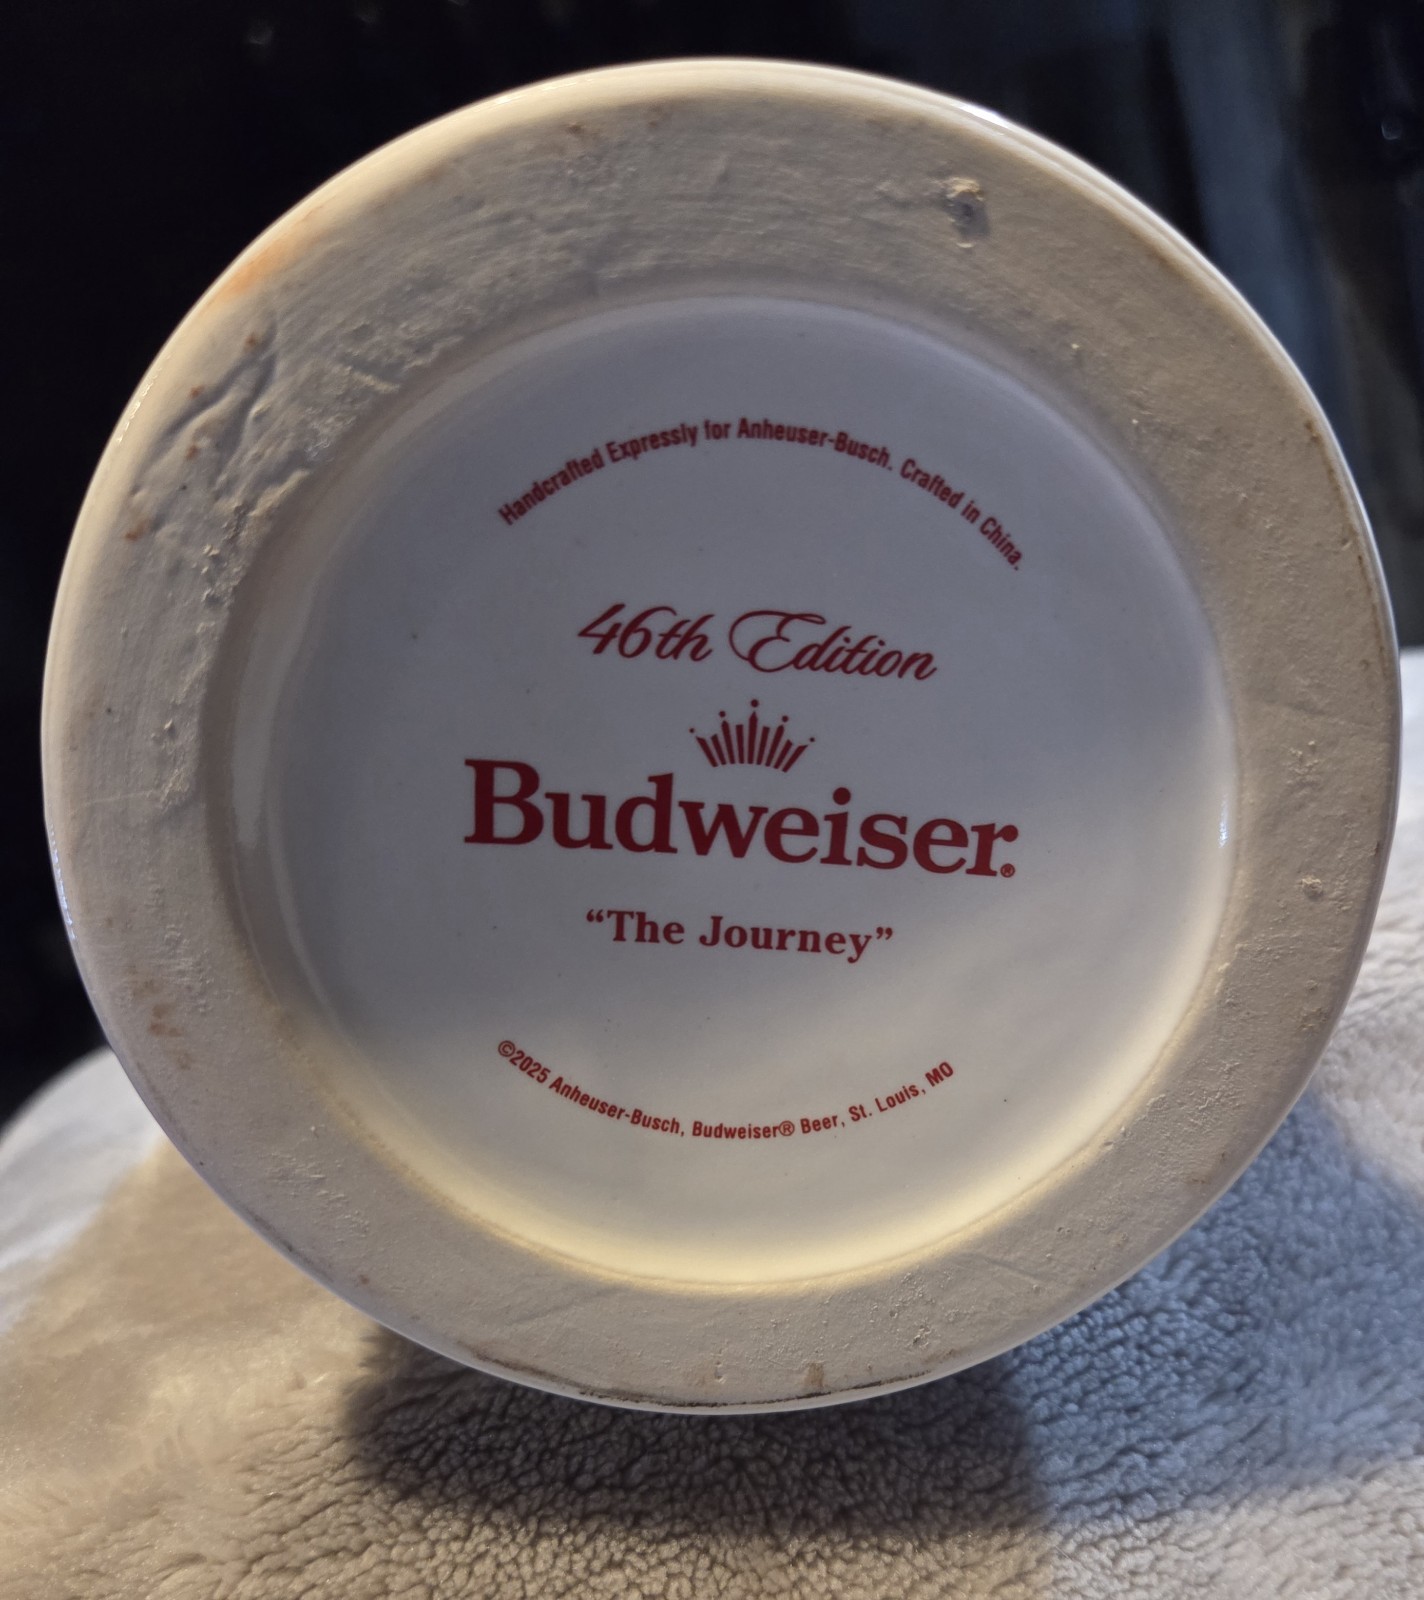 Handcrafted Expressly for Anheuser-Busch. Crafted in China.
46th Edition
Budweiser®
“The Journey”
©2025 Anheuser-Busch, Budweiser® Beer, St. Louis, MO